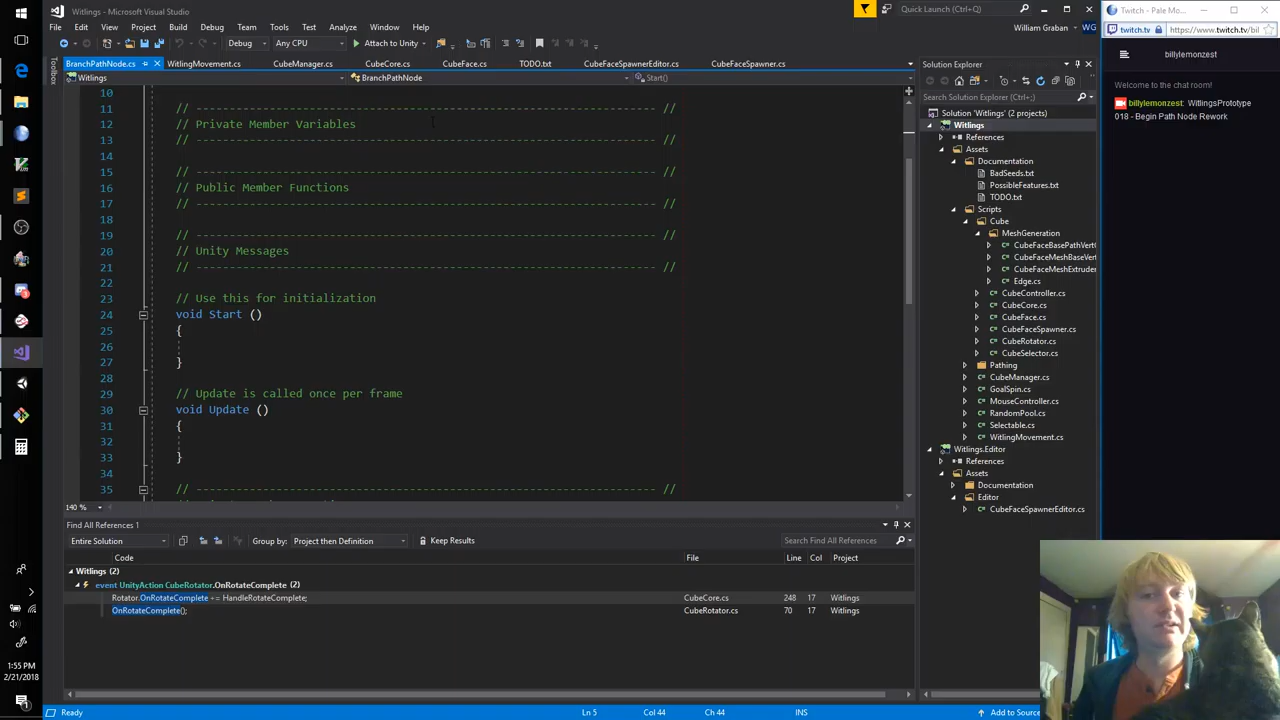 Witlings - Microsoft Visual Studio
Quick Launch (Ctrl+Q)
Twitch - Pale Mo...
File Edit View Project Build Debug Team Tools Test Analyze Window Help
William Graban WG
twitch.tv https://www.twitch.tv/bil
Debug Any CPU Attach to Unity
billylemonzest
BranchPathNode.cs WitlingMovement.cs CubeManager.cs CubeCore.cs CubeFace.cs TODO.txt CubeFaceSpawnerEditor.cs CubeFaceSpawner.cs
Toolbox
Witlings BranchPathNode Start()
10
11 // ---------------------------------------------------------------------- //
12 // Private Member Variables
13 // ---------------------------------------------------------------------- //
14
15 // ---------------------------------------------------------------------- //
16 // Public Member Functions
17 // ---------------------------------------------------------------------- //
18
19 // ---------------------------------------------------------------------- //
20 // Unity Messages
21 // ---------------------------------------------------------------------- //
22
23 // Use this for initialization
24 void Start ()
25 {
26
27 }
28
29 // Update is called once per frame
30 void Update ()
31 {
32
33 }
34
35 // ---------------------------------------------------------------------- //
140 %
Solution Explorer
Search Solution Explorer (Ctrl+;)
Solution 'Witlings' (2 projects)
Witlings
References
Assets
Documentation
BadSeeds.txt
PossibleFeatures.txt
TODO.txt
Scripts
Cube
MeshGeneration
CubeFaceBasePathVert
CubeFaceMeshBaseVert
CubeFaceMeshExtruder
Edge.cs
CubeController.cs
CubeCore.cs
CubeFace.cs
CubeFaceSpawner.cs
CubeRotator.cs
CubeSelector.cs
Pathing
CubeManager.cs
GoalSpin.cs
MouseController.cs
RandomPool.cs
Selectable.cs
WitlingMovement.cs
Witlings.Editor
References
Assets
Documentation
Editor
CubeFaceSpawnerEditor.cs
Welcome to the chat room!
billylemonzest: WitlingsPrototype
018 - Begin Path Node Rework
Find All References 1
Entire Solution Group by: Project then Definition Keep Results Search Find All References
Code File Line Col Project
Witlings (2)
event UnityAction CubeRotator.OnRotateComplete (2)
Rotator.OnRotateComplete += HandleRotateComplete; CubeCore.cs 248 17 Witlings
OnRotateComplete(); CubeRotator.cs 70 17 Witlings
1:55 PM
2/21/2018
Ready Ln 5 Col 44 Ch 44 INS Add to Source